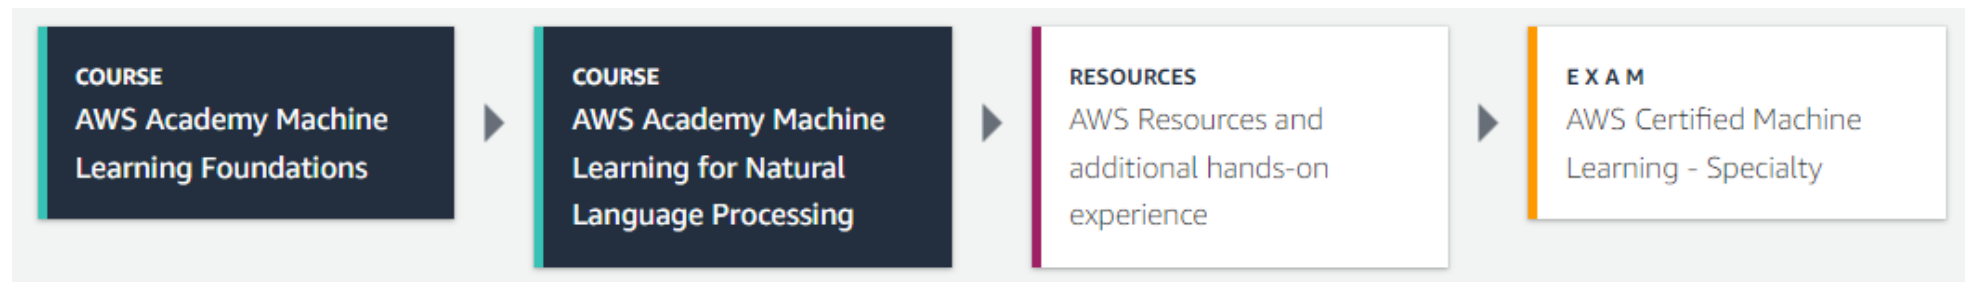 COURSE
AWS Academy Machine
Learning Foundations
COURSE
AWS Academy Machine
Learning for Natural
Language Processing
RESOURCES
AWS Resources and
additional hands-on
experience
EXAM
AWS Certified Machine
Learning - Specialty